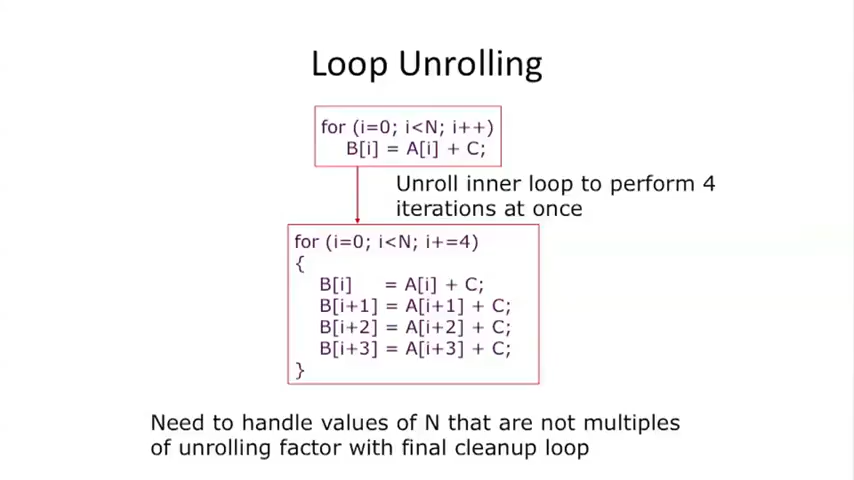 Loop Unrolling
for (i=0; i<N; i++)
B[i] = A[i] + C;
Unroll inner loop to perform 4
iterations at once
for (i=0; i<N; i+=4)
{
B[i] = A[i] + C;
B[i+1] = A[i+1] + C;
B[i+2] = A[i+2] + C;
B[i+3] = A[i+3] + C;
}
Need to handle values of N that are not multiples
of unrolling factor with final cleanup loop